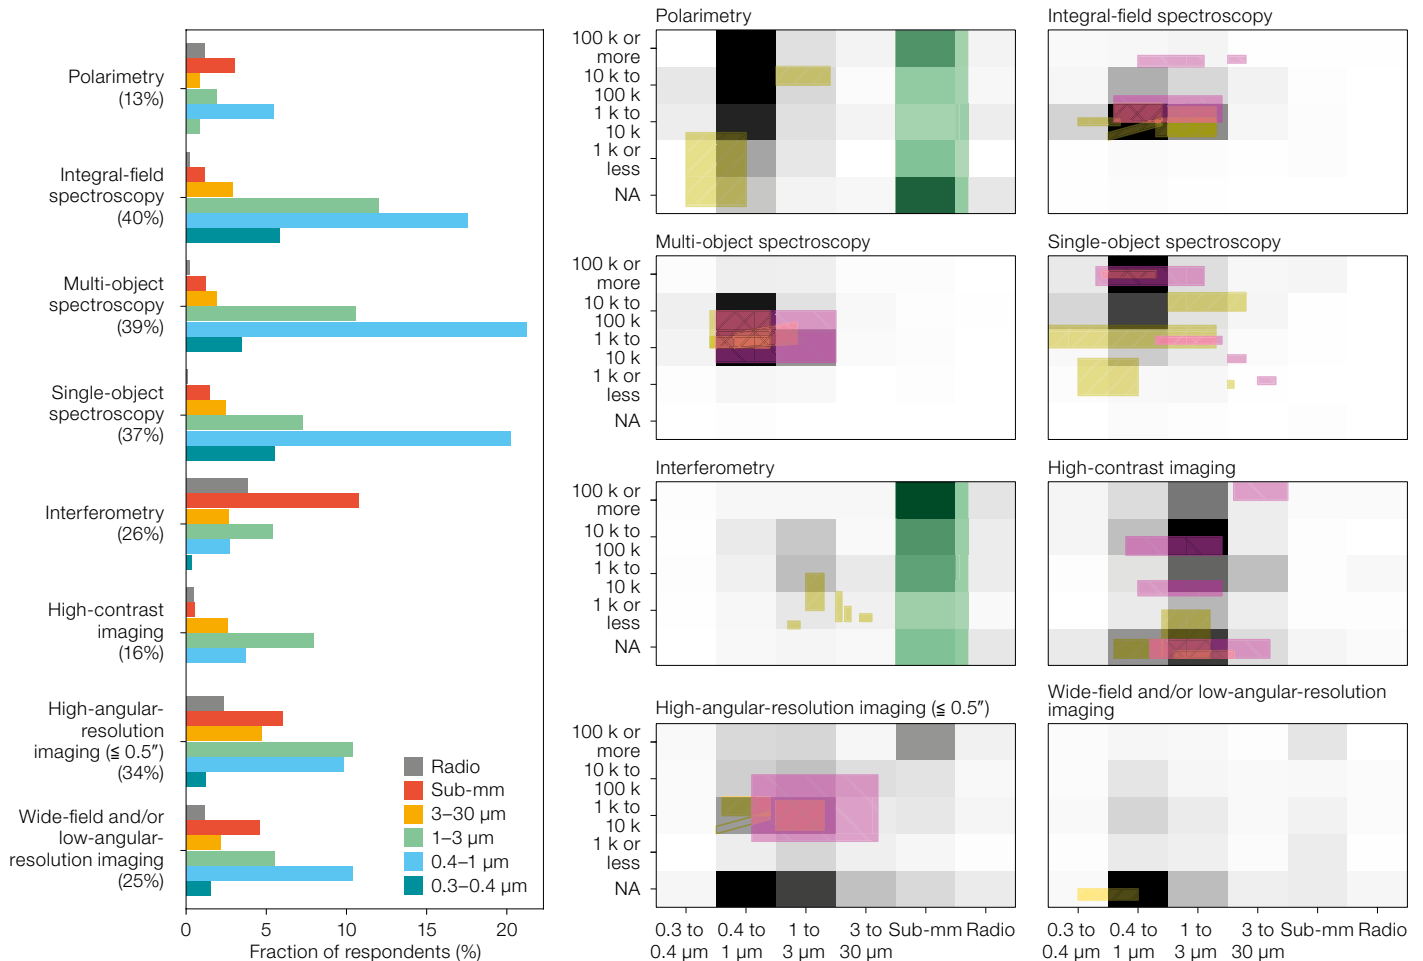 Polarimetry
(13%)
Integral-field
spectroscopy
(40%)
Multi-object
spectroscopy
(39%)
Single-object
spectroscopy
(37%)
Interferometry
(26%)
High-contrast
imaging
(16%)
High-angular-
resolution
imaging (≦ 0.5″)
(34%)
Wide-field and/or
low-angular-
resolution imaging
(25%)
Radio
Sub-mm
3–30 µm
1–3 µm
0.4–1 µm
0.3–0.4 µm
0 5 10 15 20
Fraction of respondents (%)
Polarimetry
100 k or
more
10 k to
100 k
1 k to
10 k
1 k or
less
NA
Integral-field spectroscopy
Multi-object spectroscopy
100 k or
more
10 k to
100 k
1 k to
10 k
1 k or
less
NA
Single-object spectroscopy
Interferometry
100 k or
more
10 k to
100 k
1 k to
10 k
1 k or
less
NA
High-contrast imaging
High-angular-resolution imaging (≦ 0.5″)
100 k or
more
10 k to
100 k
1 k to
10 k
1 k or
less
NA
Wide-field and/or low-angular-resolution
imaging
0.3 to 0.4 to 1 to 3 to Sub-mm Radio
0.4 µm 1 µm 3 µm 30 µm
0.3 to 0.4 to 1 to 3 to Sub-mm Radio
0.4 µm 1 µm 3 µm 30 µm